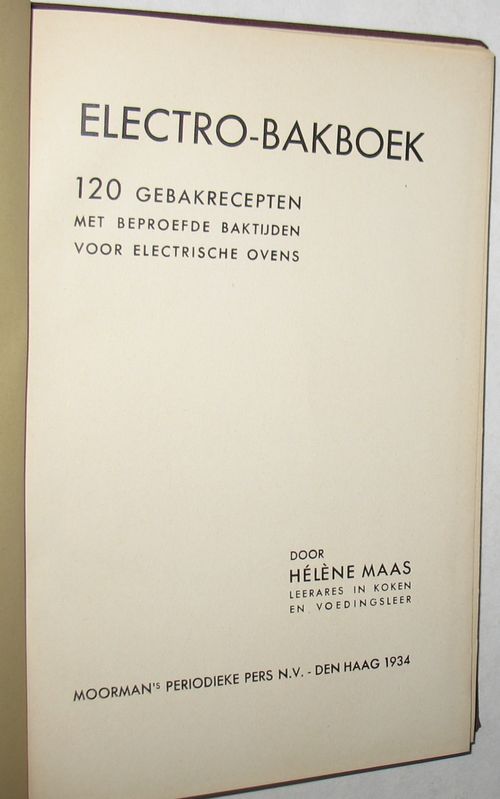 ELECTRO-BAKBOEK
120 GEBAKRECEPTEN
MET BEPROEFDE BAKTIJDEN
VOOR ELECTRISCHE OVENS
DOOR
HÉLÈNE MAAS
LEERARES IN KOKEN
EN VOEDINGSLEER
MOORMAN's PERIODIEKE PERS N.V. - DEN HAAG 1934